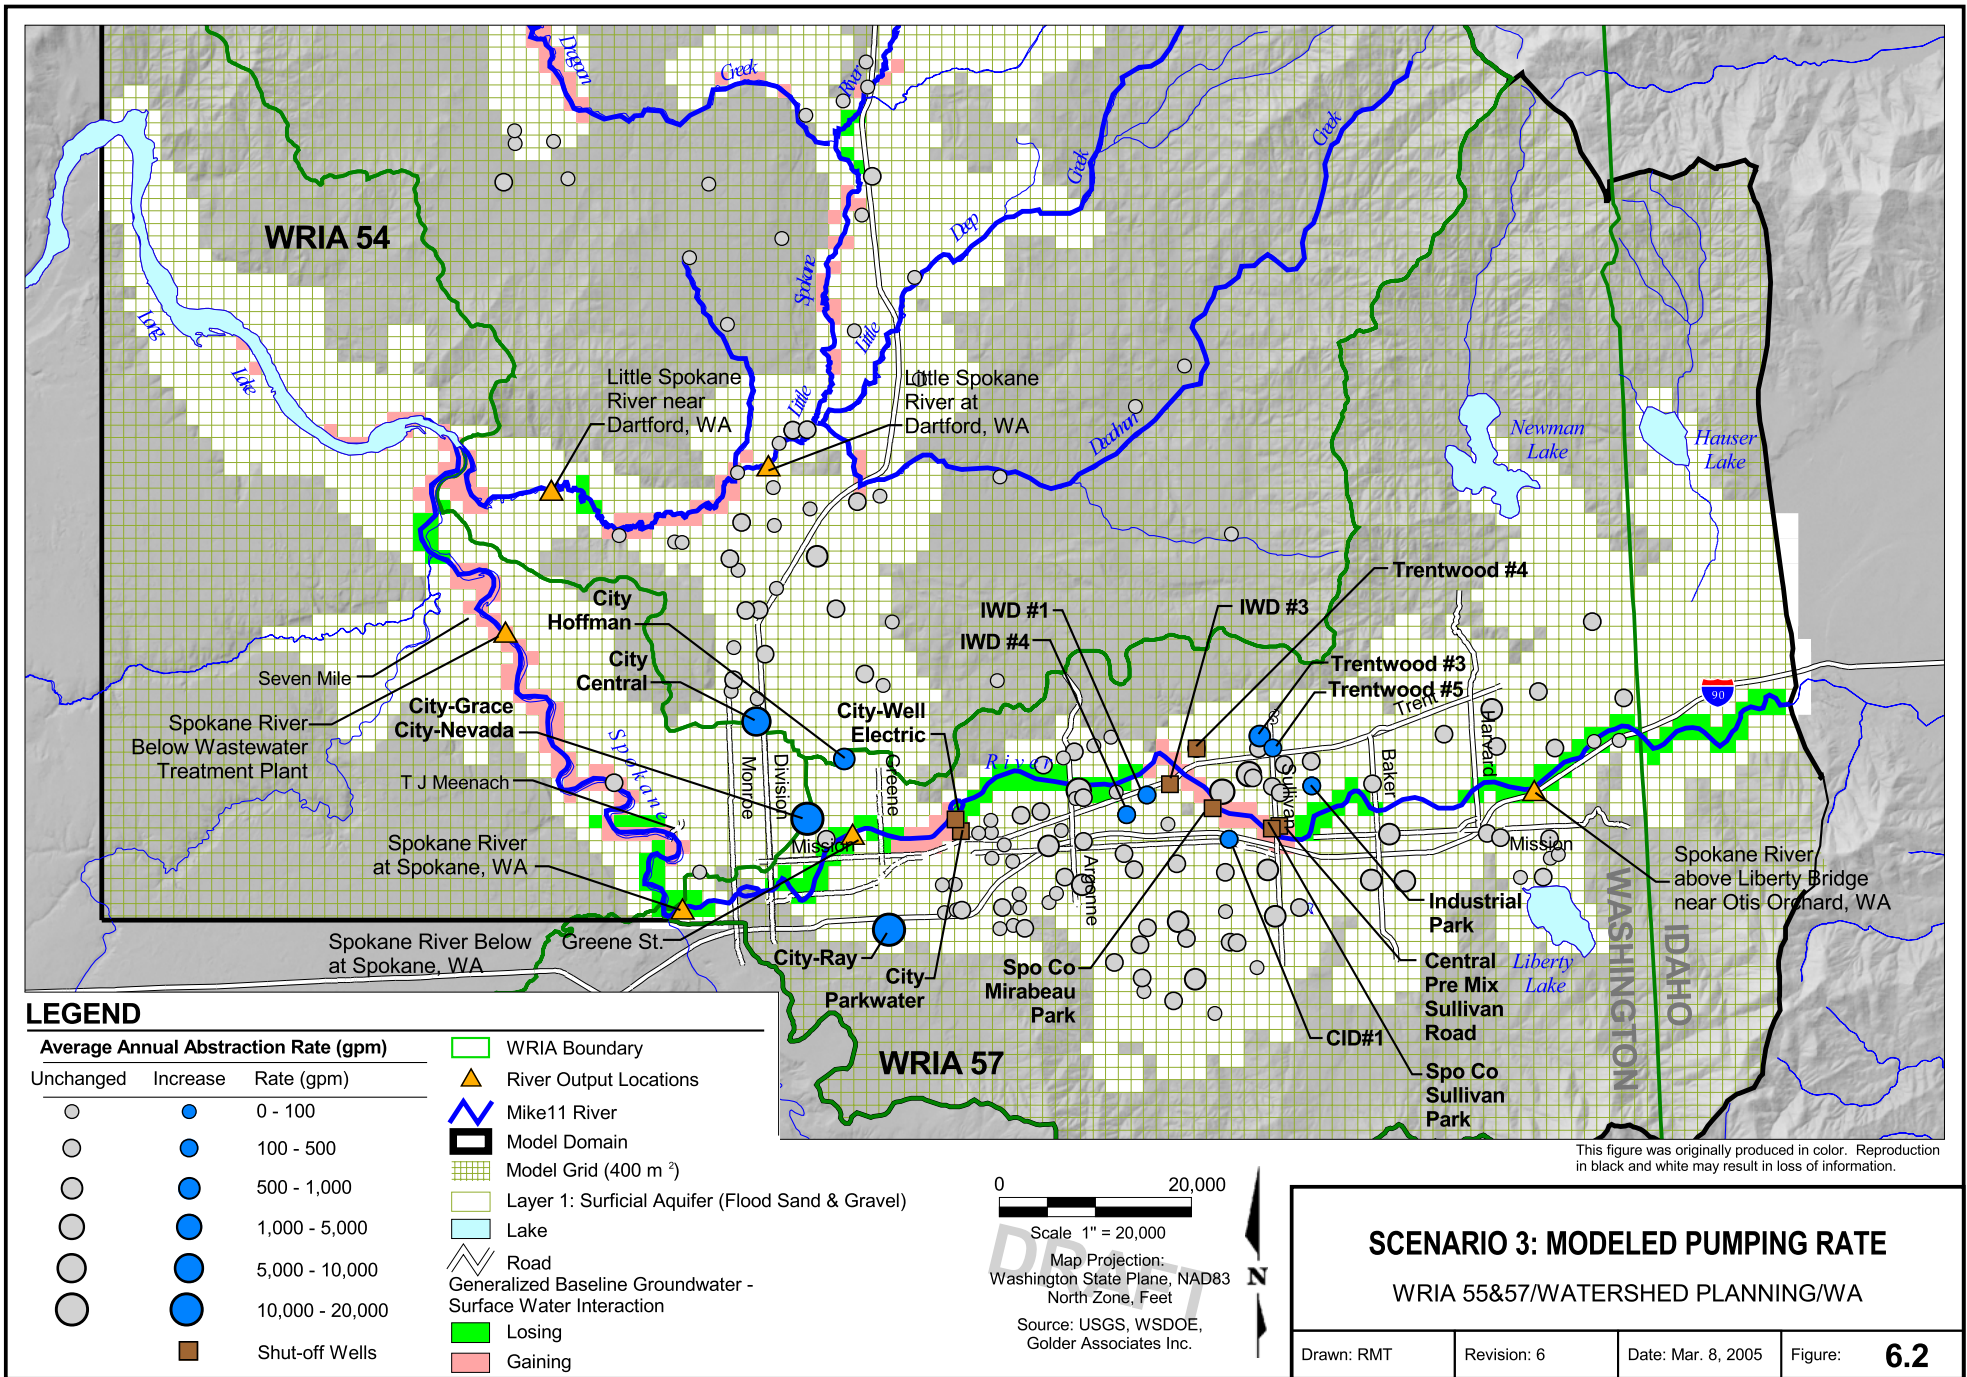 Dragoon
Creek
River
Creek
Creek
Deep
WRIA 54
Spokane
Little
Long
Lake
Little Spokane
River near
Dartford, WA
Little
Little Spokane
River at
Dartford, WA
Deadman
Newman
Lake
Hauser
Lake
Trentwood #4
City
Hoffman
IWD #1
IWD #3
IWD #4
City
Central
Trentwood #3
Trentwood #5
Trent
Seven Mile
90
City-Grace
City-Nevada
City-Well
Electric
Spokane River
Below Wastewater
Treatment Plant
Spokane
River
Monroe
Division
Greene
Sullivan
Baker
Harvard
T J Meenach
Spokane River
at Spokane, WA
Mission
Mission
Argonne
Spokane River
above Liberty Bridge
near Otis Orchard, WA
Industrial
Park
WASHINGTON
IDAHO
Spokane River Below
at Spokane, WA
Greene St.
City-Ray
City
Parkwater
Spo Co
Mirabeau
Park
Central
Pre Mix
Sullivan
Road
Liberty
Lake
CID#1
Spo Co
Sullivan
Park
WRIA 57
LEGEND
Average Annual Abstraction Rate (gpm)
Unchanged Increase Rate (gpm)
0 - 100
100 - 500
500 - 1,000
1,000 - 5,000
5,000 - 10,000
10,000 - 20,000
Shut-off Wells
WRIA Boundary
River Output Locations
Mike11 River
Model Domain
Model Grid (400 m 2)
Layer 1: Surficial Aquifer (Flood Sand & Gravel)
Lake
Road
Generalized Baseline Groundwater -
Surface Water Interaction
Losing
Gaining
0 20,000
Scale 1" = 20,000
DRAFT
Map Projection:
Washington State Plane, NAD83
North Zone, Feet
Source: USGS, WSDOE,
Golder Associates Inc.
N
This figure was originally produced in color. Reproduction
in black and white may result in loss of information.
SCENARIO 3: MODELED PUMPING RATE
WRIA 55&57/WATERSHED PLANNING/WA
Drawn: RMT Revision: 6 Date: Mar. 8, 2005 Figure: 6.2